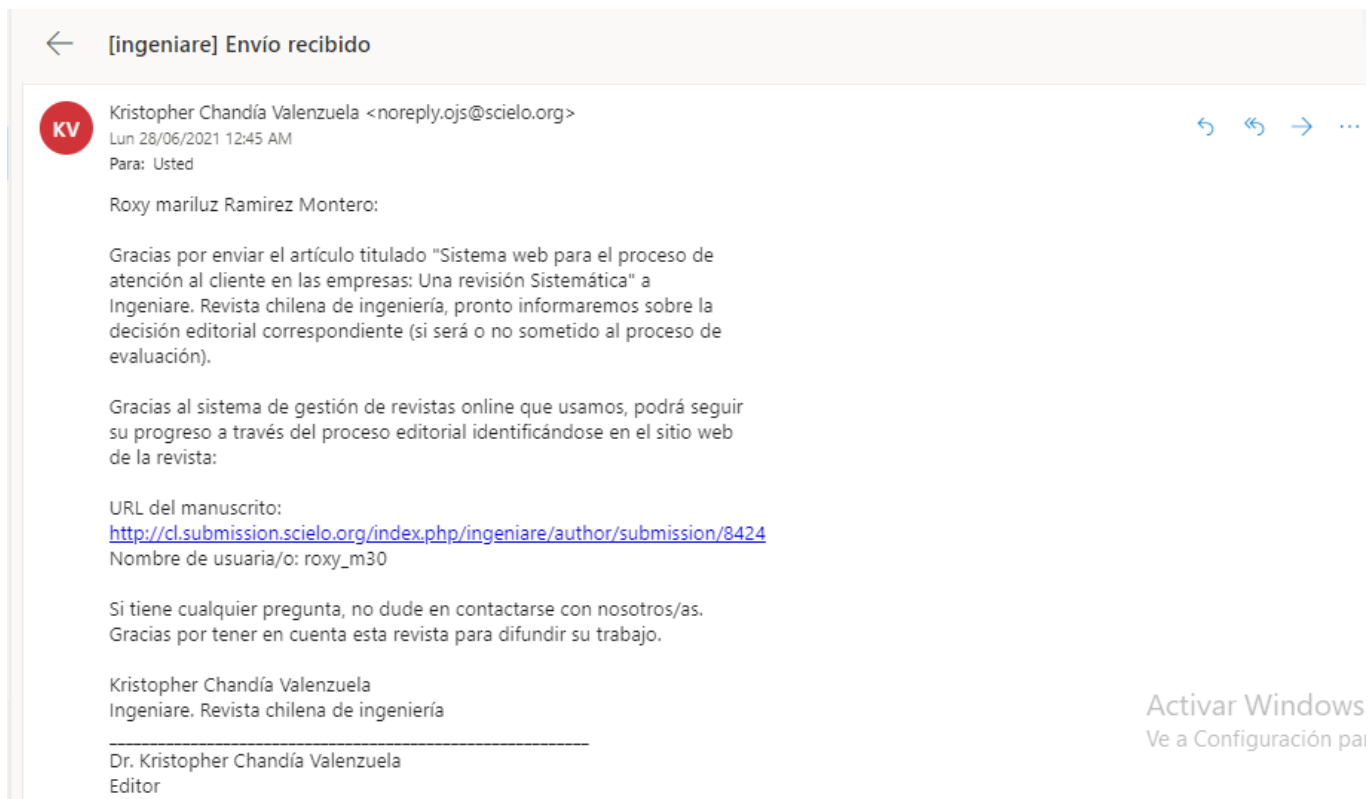 [ingeniare] Envío recibido
KV
Kristopher Chandía Valenzuela <noreply.ojs@scielo.org>
Lun 28/06/2021 12:45 AM
Para: Usted
Roxy mariluz Ramirez Montero:
Gracias por enviar el artículo titulado "Sistema web para el proceso de
atención al cliente en las empresas: Una revisión Sistemática" a
Ingeniare. Revista chilena de ingeniería, pronto informaremos sobre la
decisión editorial correspondiente (si será o no sometido al proceso de
evaluación).
Gracias al sistema de gestión de revistas online que usamos, podrá seguir
su progreso a través del proceso editorial identificándose en el sitio web
de la revista:
URL del manuscrito:
http://cl.submission.scielo.org/index.php/ingeniare/author/submission/8424
Nombre de usuaria/o: roxy_m30
Si tiene cualquier pregunta, no dude en contactarse con nosotros/as.
Gracias por tener en cuenta esta revista para difundir su trabajo.
Kristopher Chandía Valenzuela
Ingeniare. Revista chilena de ingeniería
Dr. Kristopher Chandía Valenzuela
Editor
Activar Windows
Ve a Configuración par